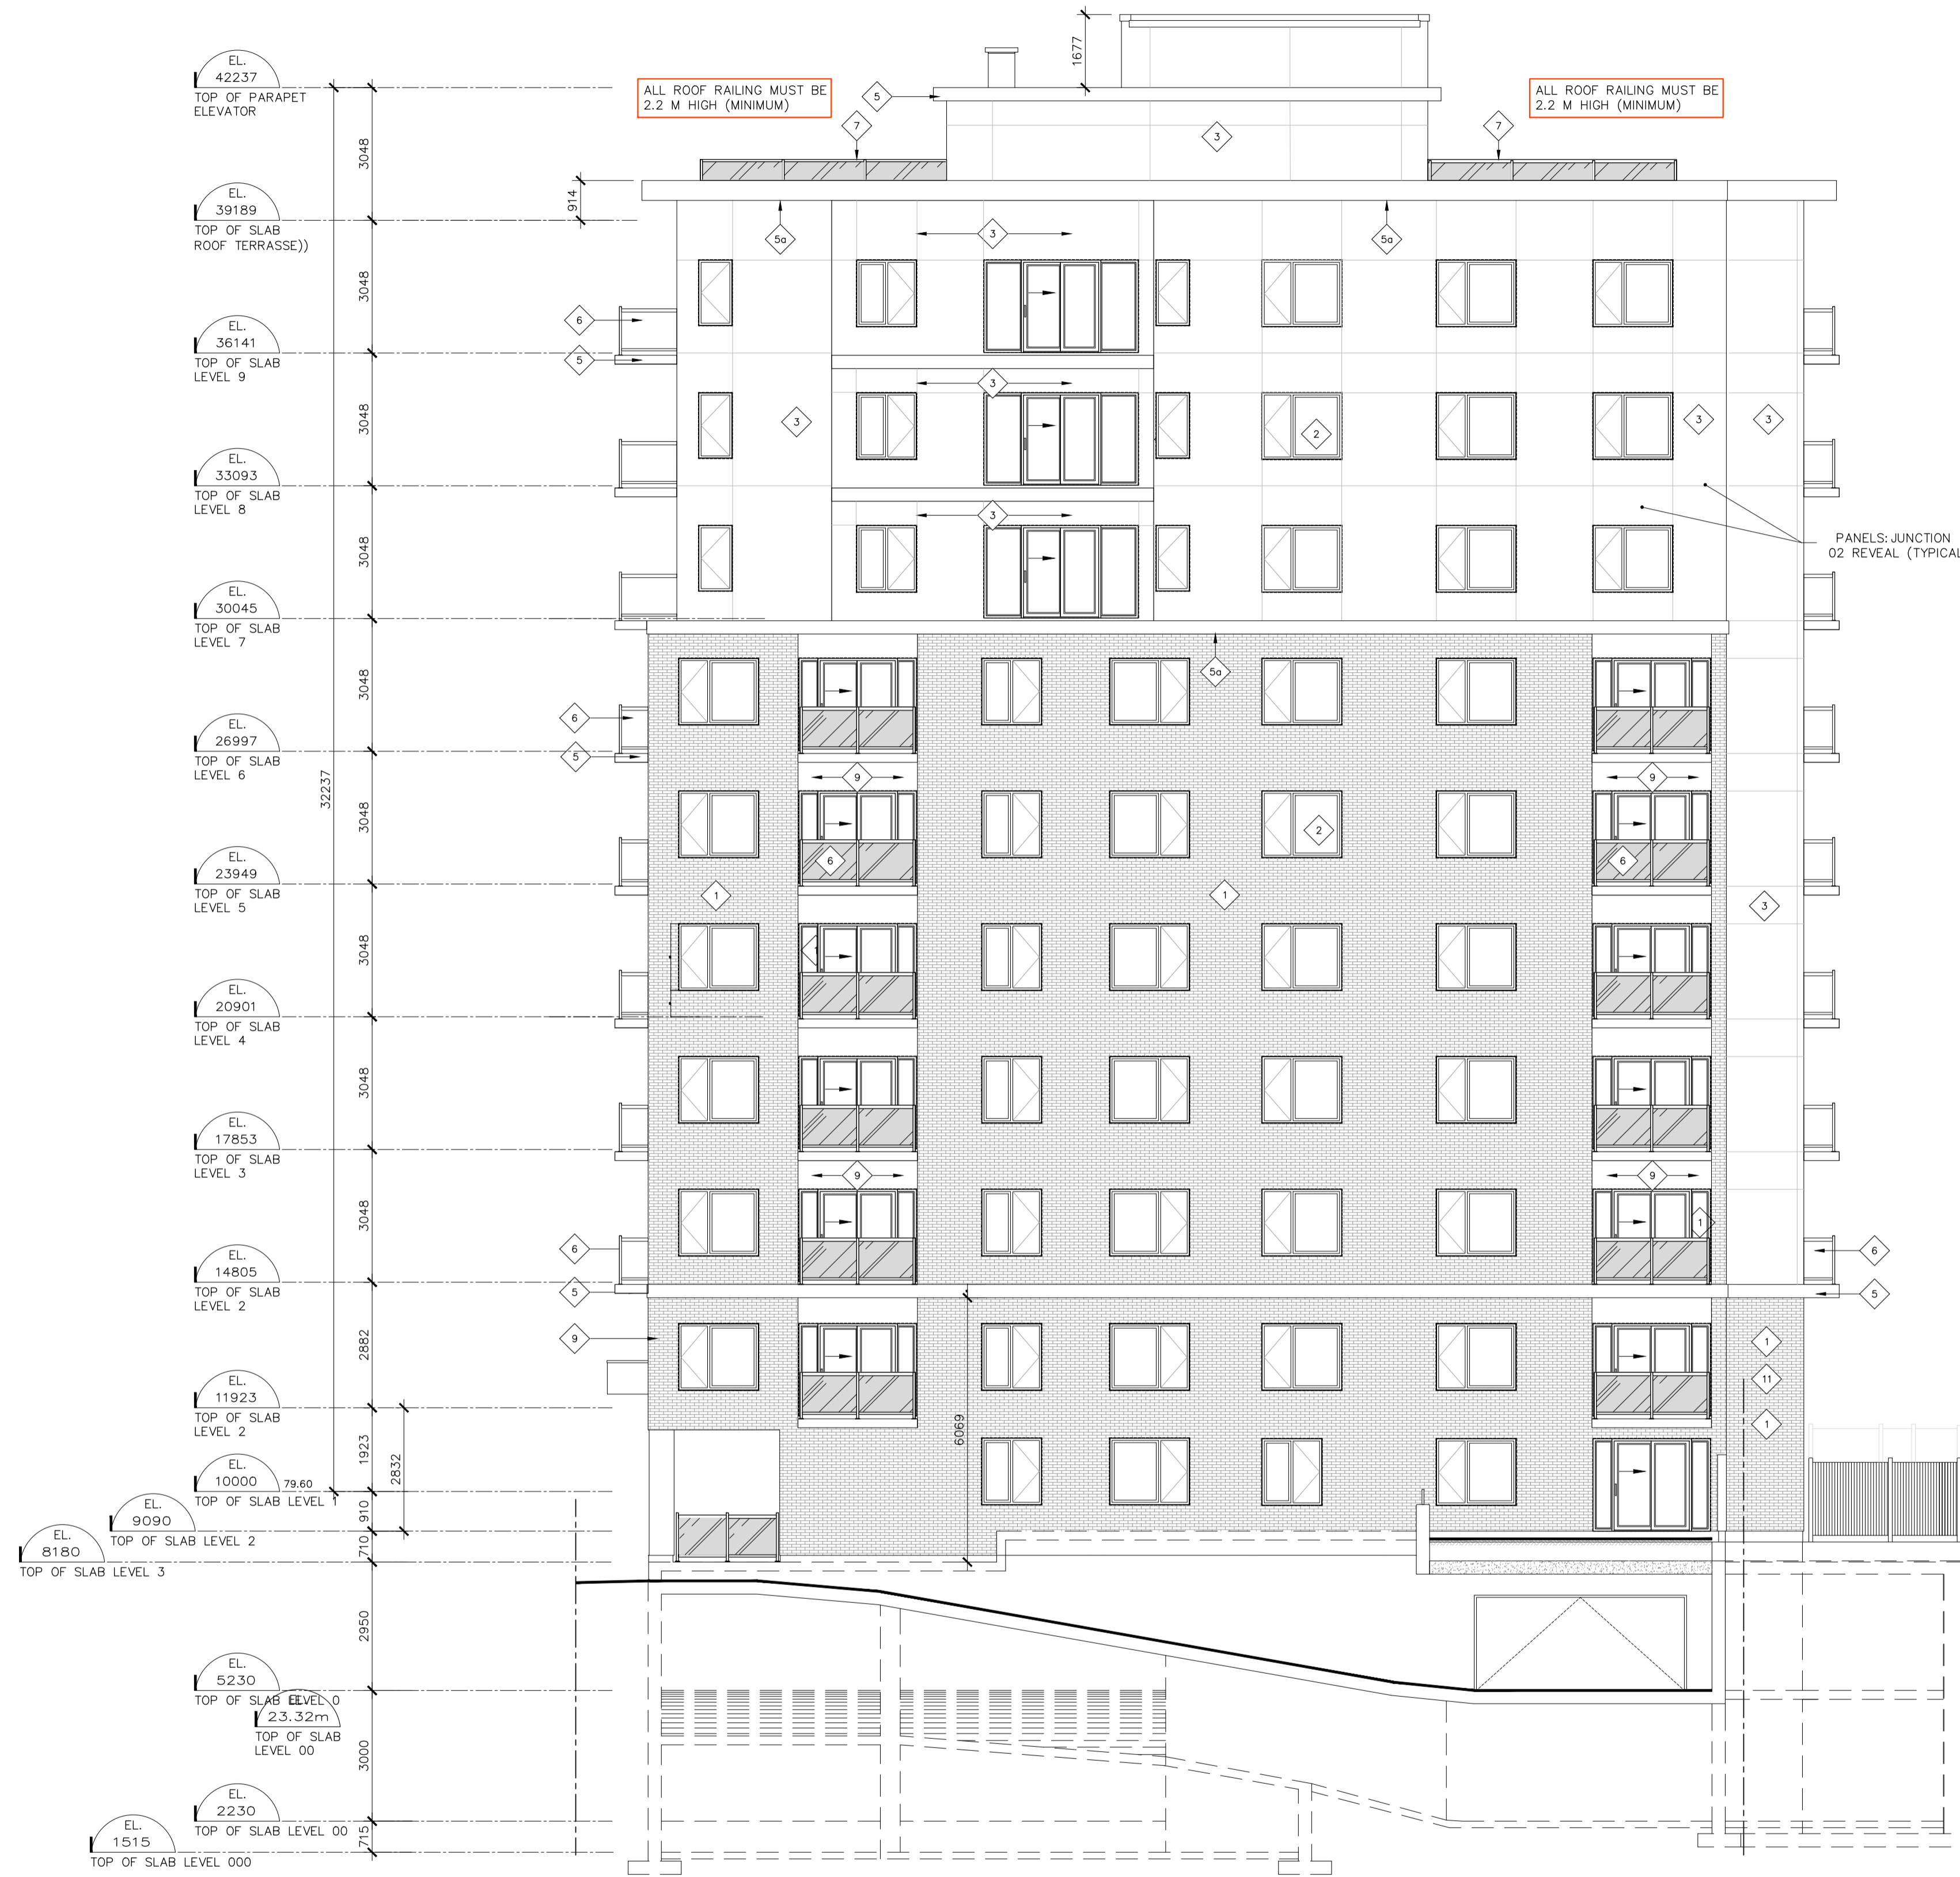 1677
EL.
42237
TOP OF PARAPET
ELEVATOR
ALL ROOF RAILING MUST BE
2.2 M HIGH (MINIMUM)
5
ALL ROOF RAILING MUST BE
2.2 M HIGH (MINIMUM)
7
7
3
3048
EL.
39189
TOP OF SLAB
ROOF TERRASSE))
914
5a
3
5a
3048
EL.
36141
TOP OF SLAB
LEVEL 9
6
5
3
3048
3
2
3
3
EL.
33093
TOP OF SLAB
LEVEL 8
3
3048
PANELS: JUNCTION
02 REVEAL (TYPICAL
EL.
30045
TOP OF SLAB
LEVEL 7
3048
5a
6
EL.
26997
TOP OF SLAB
LEVEL 6
5
9
9
32237
3048
2
6
6
EL.
23949
TOP OF SLAB
LEVEL 5
1
1
3
3048
1
EL.
20901
TOP OF SLAB
LEVEL 4
3048
EL.
17853
TOP OF SLAB
LEVEL 3
9
9
3048
1
6
6
EL.
14805
TOP OF SLAB
LEVEL 2
5
5
2882
9
1
11
EL.
11923
TOP OF SLAB
LEVEL 2
1
6069
1923
2832
EL.
10000
79.60
TOP OF SLAB LEVEL 1
910
EL.
9090
TOP OF SLAB LEVEL 2
710
EL.
8180
TOP OF SLAB LEVEL 3
2950
EL.
5230
TOP OF SLAB LEVEL 0
EL.
23.32m
TOP OF SLAB
LEVEL 00
3000
EL.
2230
TOP OF SLAB LEVEL 00
715
EL.
1515
TOP OF SLAB LEVEL 000